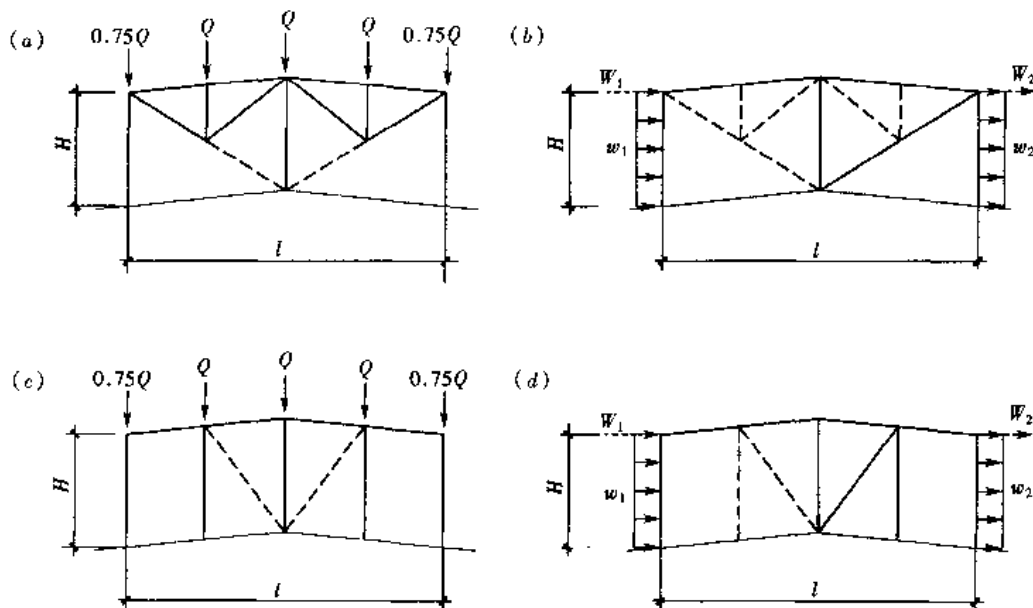 (a)
0.75Q Q Q Q 0.75Q
H
l
(b)
W₁ W₂
H w₁ w₂
l
(c)
0.75Q Q Q Q 0.75Q
H
l
(d)
W₁ W₂
H w₁ w₂
l